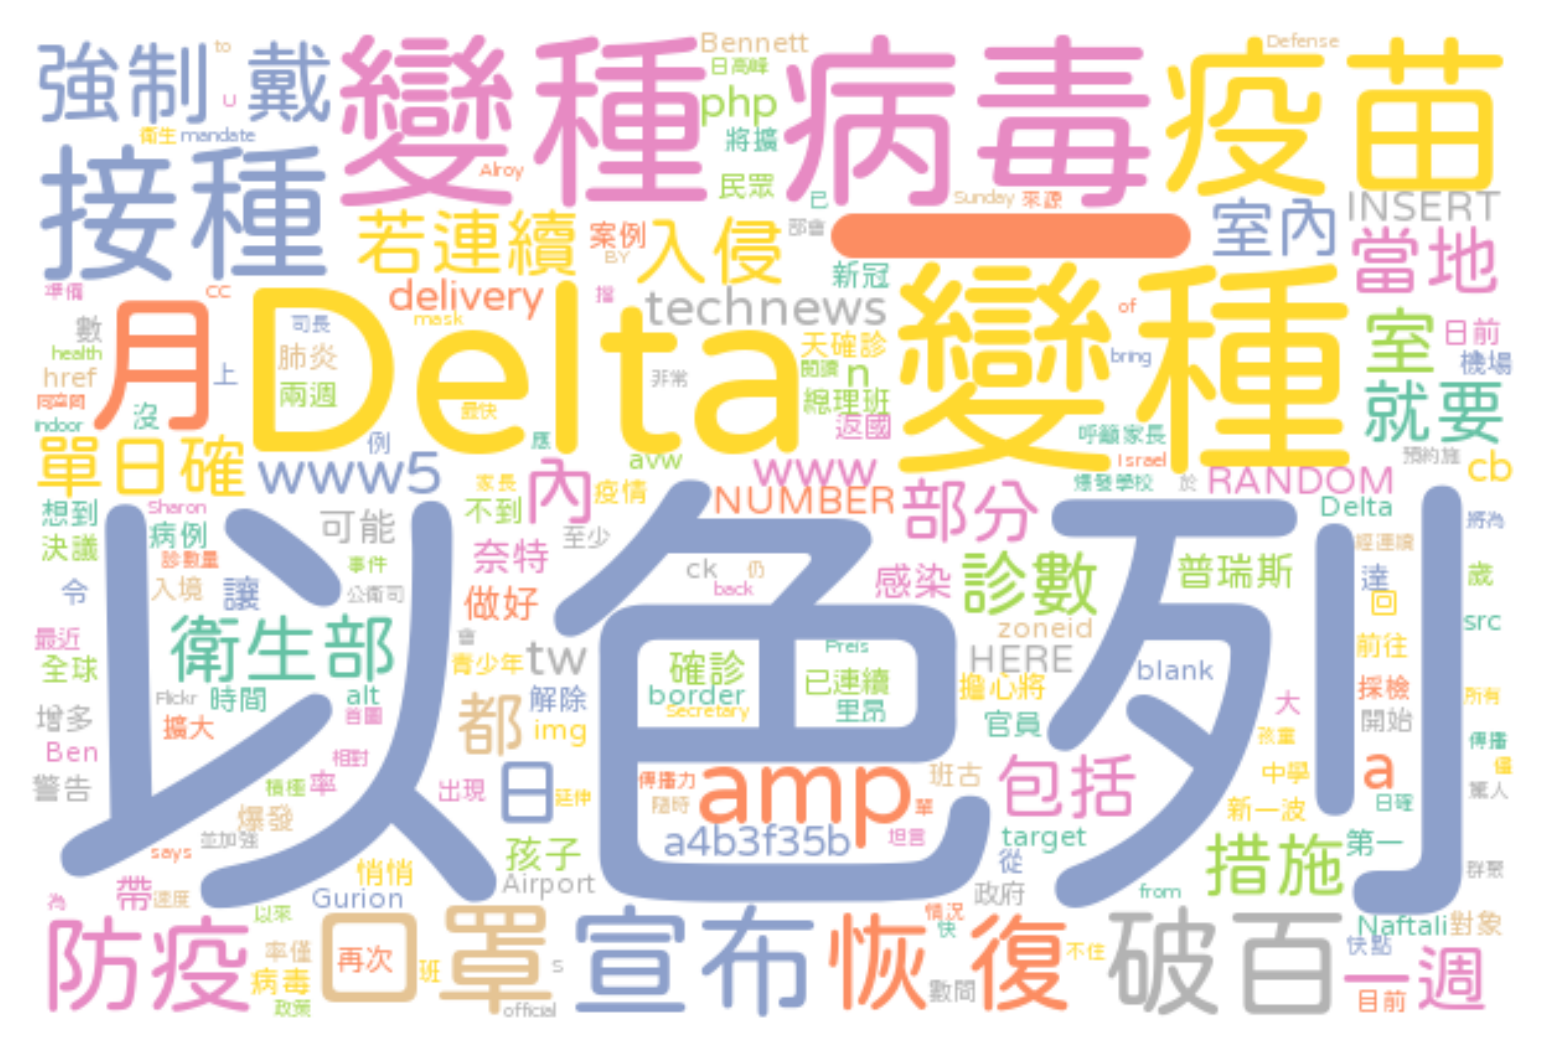 強制 to 戴 變種 Bennett 病毒 疫苗 Defense
U 日高峰
php
衛生 mandate 將擴
接種 Alroy 民眾 已 Sunday 來源 室內 INSERT
若連續 案例 入侵 部會 一 當地
BY 新冠
準備 cc delivery 擋 technews of 室 日前
月 Delta 變種
數 司長 mask 天確診 bring 機場
health 肺炎 閱讀 n
href 上 兩週 非常 總理班 就要
同空間 沒 最快 返國
indoor 例 應 呼籲家長
單日確 www5 家長 內 avw www Israel 預約施 cb
疫情 爆發學校 於 RANDOM
想到 Sharon 不到 NUMBER 部分 Delta 將為
以色列
決議 病例 可能 至少 經連續
診數量 事件 奈特 ck 仍 感染 診數 普瑞斯 達 歲
令 入境 讓 公衛司 做好 back 回
衛生部 會 zoneid src
最近 青少年 tw 確診 Preis HERE 前往
全球 已連續 blank
Flickr 時間 alt 解除 border 里昂 擔心將 採檢 所有
增多 首圖 都 img Secretary 官員 大 開始
擴大 孩童 傳播
Ben 相對 傳播力 amp 班古 包括 中學 a 僅
警告 積極 率 出現 日 延伸 隨時 單 新一波 日確 駡人
爆發 a4b3f35b 坦言 target
並加強 孩子 從 措施 第一
says 悄悄 Airport 政府 from 群聚
為 帶 速度 Gurion
以來 情況
防疫 口罩 宣布 恢復 破百 Naftali 對象
快 快點
率僅 再次 班 s 不住 一週
病毒 數間 目前
政策 official